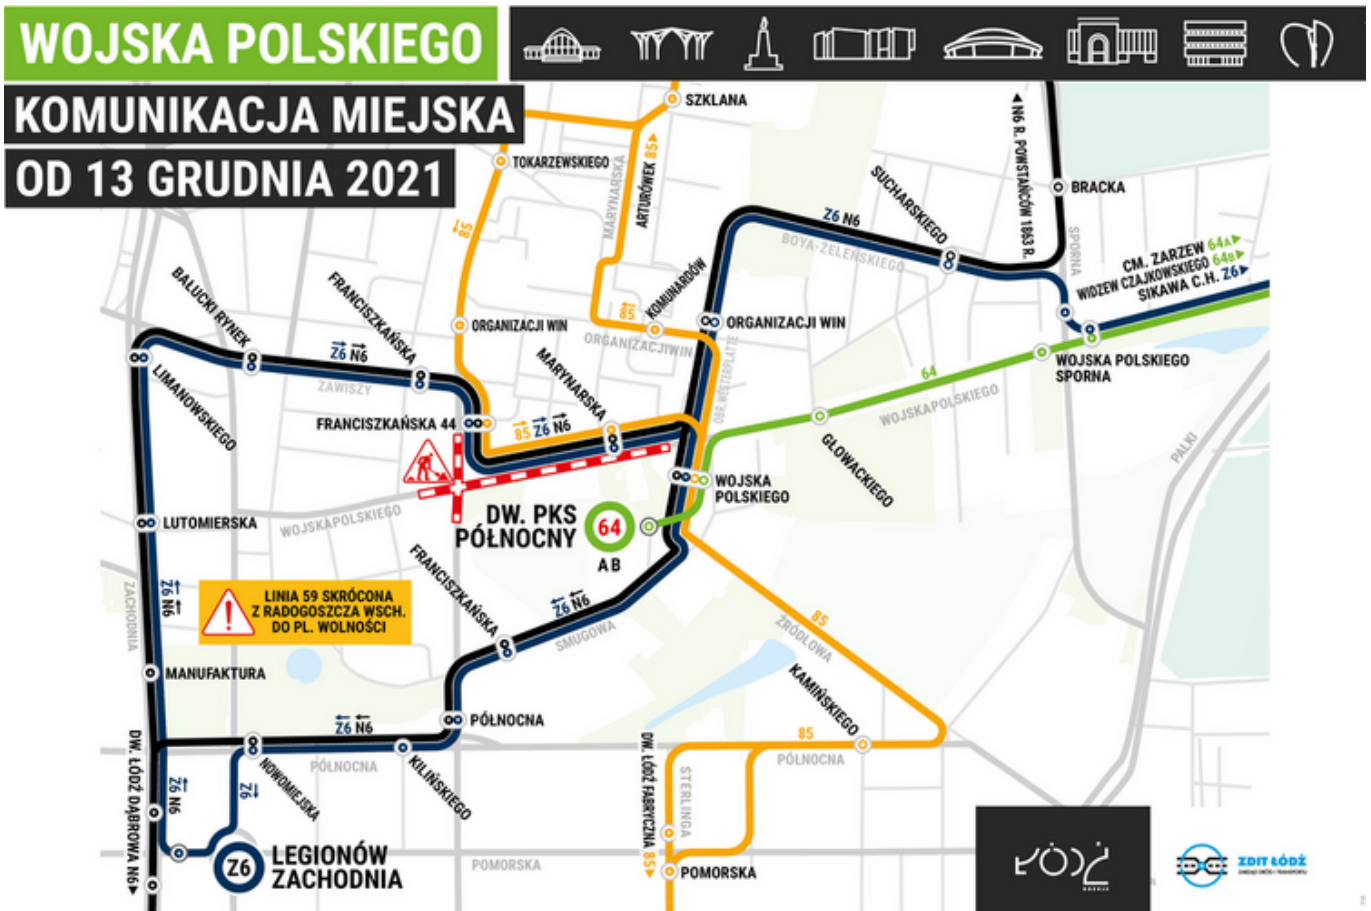 WOJSKA POLSKIEGO
KOMUNIKACJA MIEJSKA
OD 13 GRUDNIA 2021
SZKLANA
TOKARZEWSKIEGO
MARYNARSKA
ARTURÓWEK 85
85
N6 R. POWSTAŃCÓW 1863 R.
BRACKA
SUCHARSKIEGO
Z6 N6
BOYA-ŻELEŃSKIEGO
SPORNA
CM. ZARZEW 64A
WIDZEW CZAJKOWSKIEGO 64B
SIKAWA C.H. Z6
BAŁUCKI RYNEK
FRANCISZKAŃSKA
KOMUNARDÓW
85
ORGANIZACJI WIN
ORGANIZACJI WIN
ORGANIZACJI WIN
Z6 N6
ZAWISZY
LIMANOWSKIEGO
MARYNARSKA
OBR. WESTERPLATTE
WOJSKA POLSKIEGO
SPORNA
64
WOJSKA POLSKIEGO
FRANCISZKAŃSKA 44
85 Z6 N6
GŁOWACKIEGO
PALKI
WOJSKA
POLSKIEGO
LUTOMIERSKA
WOJSKA POLSKIEGO
DW. PKS
PÓŁNOCNY
64
A B
FRANCISZKAŃSKA
ZACHODNIA
Z6 N6
LINIA 59 SKRÓCONA
Z RADOGOSZCZA WSCH.
DO PL. WOLNOŚCI
Z6 N6
SMUGOWA
85
ŹRÓDŁOWA
MANUFAKTURA
KAMIŃSKIEGO
PÓŁNOCNA
Z6 N6
85
PÓŁNOCNA
DW. ŁÓDŹ DĄBROWA N6
Z6 N6
Z6
NOWOMIEJSKA
PÓŁNOCNA
KILIŃSKIEGO
DW. ŁÓDŹ FABRYCZNA 85
STERLINGA
Z6
LEGIONÓW
ZACHODNIA
POMORSKA
POMORSKA
ŁÓDŹ
ZDIT ŁÓDŹ